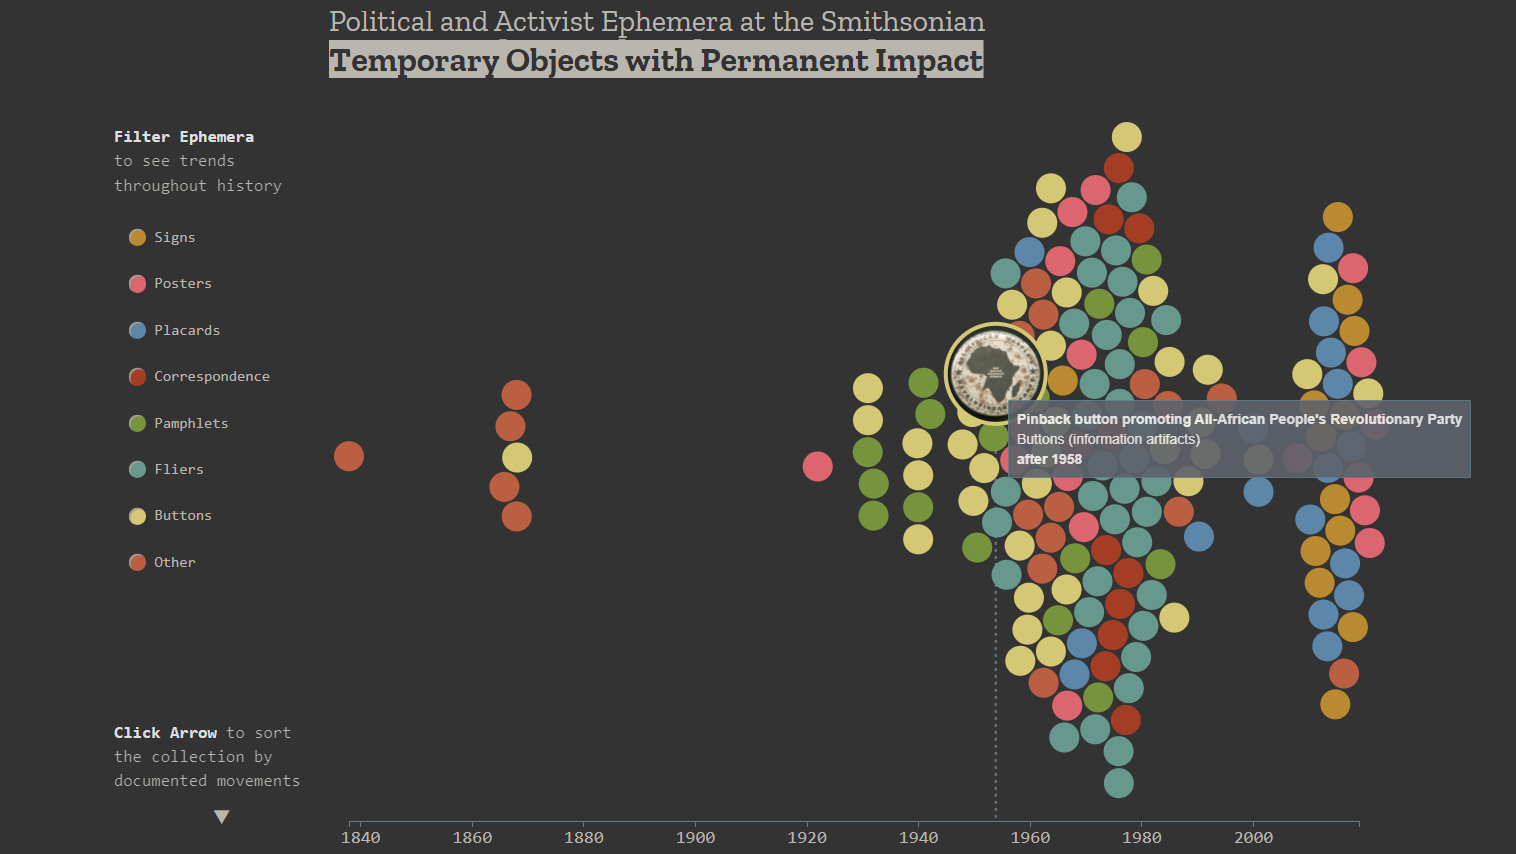 Political and Activist Ephemera at the Smithsonian
Temporary Objects with Permanent Impact
Filter Ephemera
to see trends
throughout history
Signs
Posters
Placards
Correspondence
Pamphlets
Fliers
Buttons
Other
Pinback button promoting All-African People's Revolutionary Party
Buttons (information artifacts)
after 1958
Click Arrow to sort
the collection by
documented movements
1840 1860 1880 1900 1920 1940 1960 1980 2000